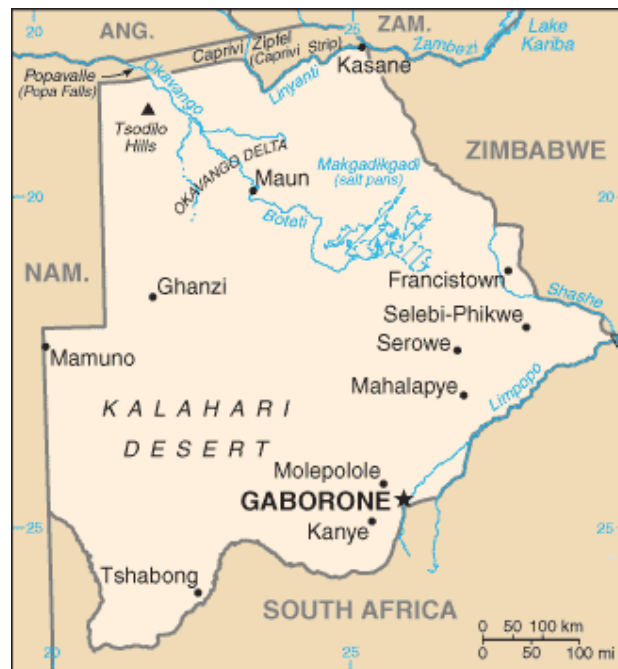 20
ANG.
25
ZAM.
Lake
Kariba
Caprivi Zipfel
(Caprivi Strip)
Zambezi
Kasane
Popavalle
(Popa Falls)
Okavango
Linyanti
Tsodilo
Hills
ZIMBABWE
OKAVANGO DELTA
Makgadikgadi
(salt pans)
20
Maun
20
Boteti
NAM.
Francistown
Ghanzi
Shashe
Selebi-Phikwe
Serowe
Mamuno
Mahalapye
Limpopo
KALAHARI
DESERT
Molepolole
GABORONE
25
Kanye
25
Tshabong
SOUTH AFRICA
0 50 100 km
0 50 100 mi
20
25